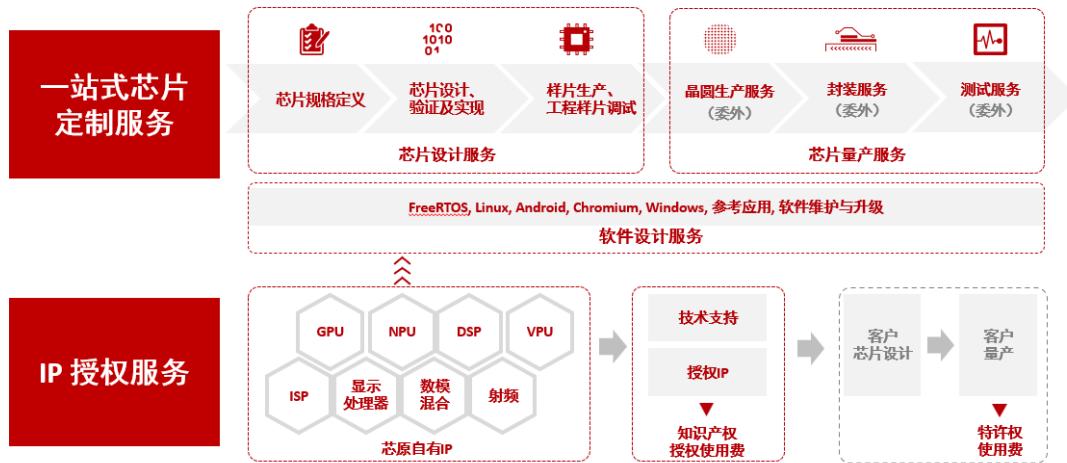 一站式芯片
定制服务
100
1010
01
芯片规格定义
芯片设计、
验证及实现
样片生产、
工程样片调试
芯片设计服务
晶圆生产服务
（委外）
封装服务
（委外）
测试服务
（委外）
芯片量产服务
FreeRTOS, Linux, Android, Chromium, Windows, 参考应用, 软件维护与升级
软件设计服务
IP 授权服务
GPU
NPU
DSP
VPU
ISP
显示
处理器
数模
混合
射频
芯原自有IP
技术支持
授权IP
知识产权
授权使用费
客户
芯片设计
客户
量产
特许权
使用费